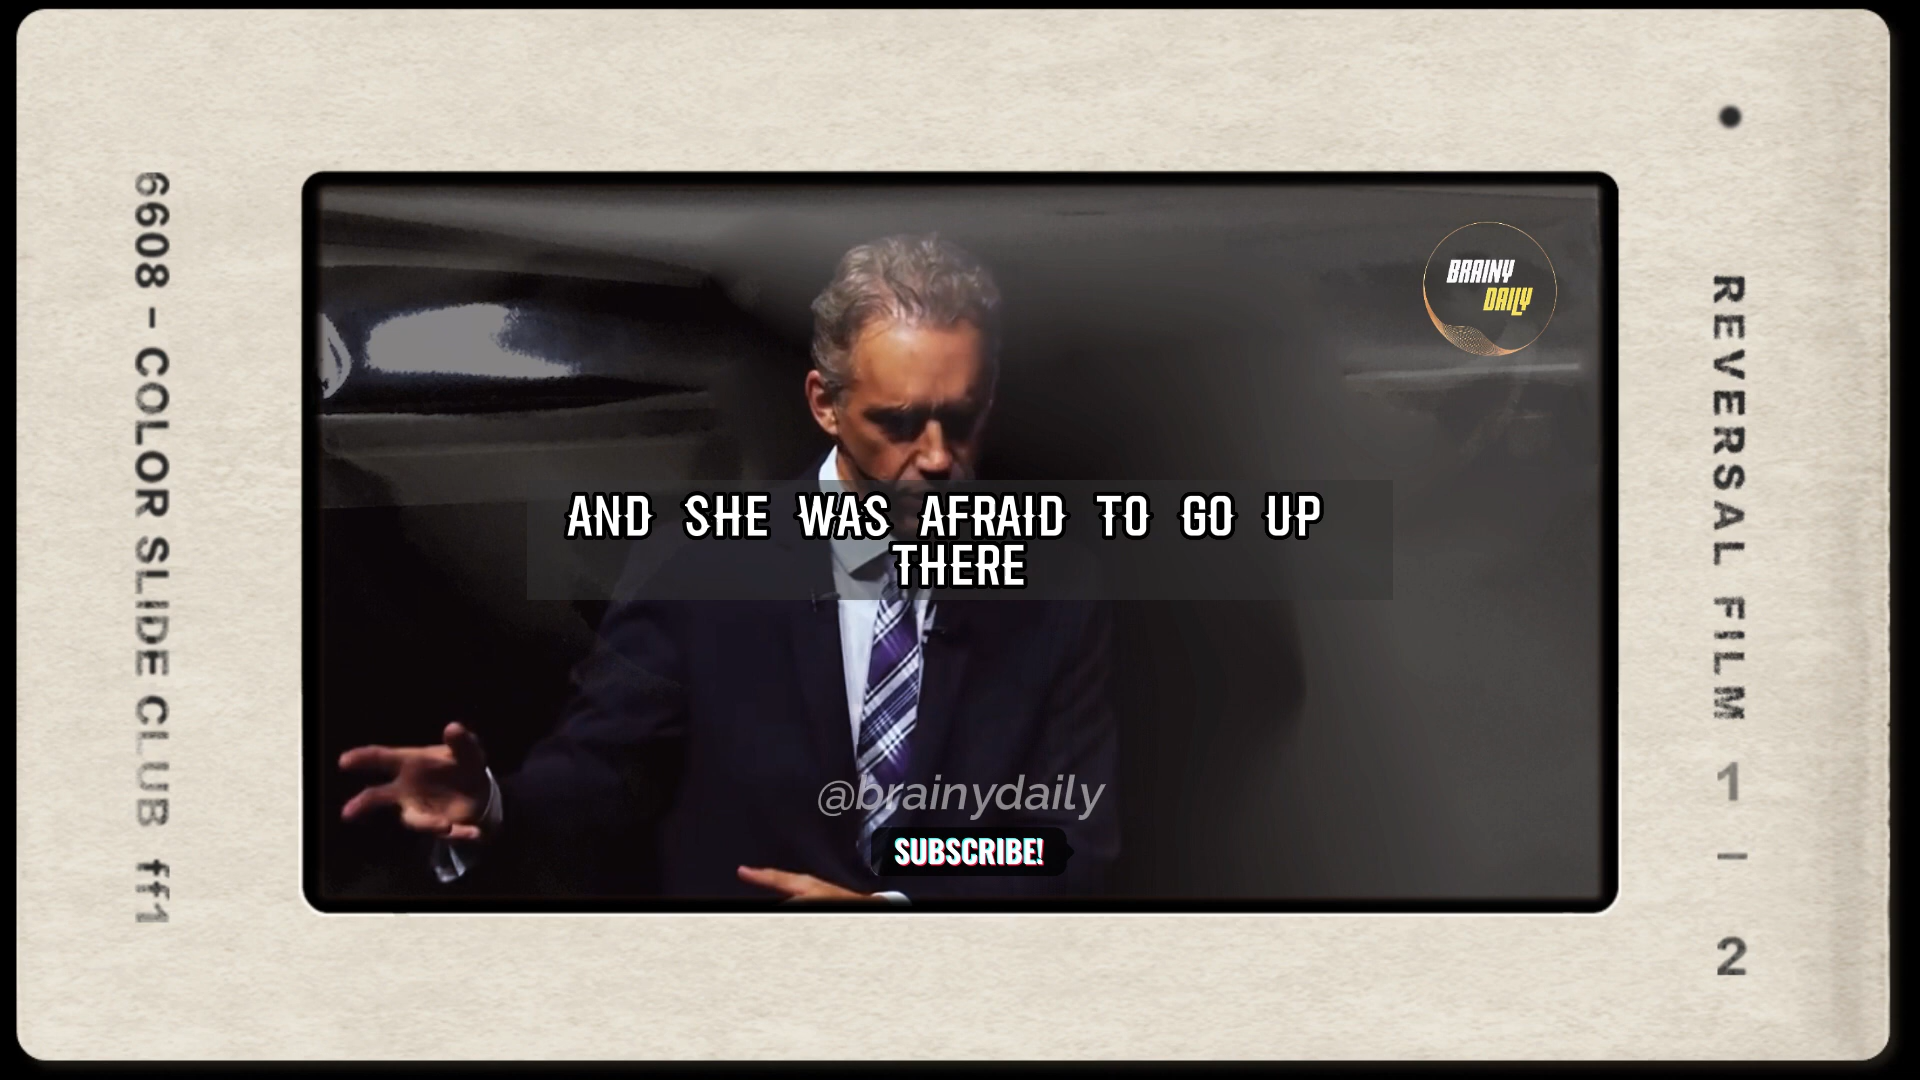 6608 - COLOR SLIDE CLUB ff1
BRAINY
DAILY
AND SHE WAS AFRAID TO GO UP
THERE
@brainydaily
SUBSCRIBE!
REVERSAL FILM 1 - 2